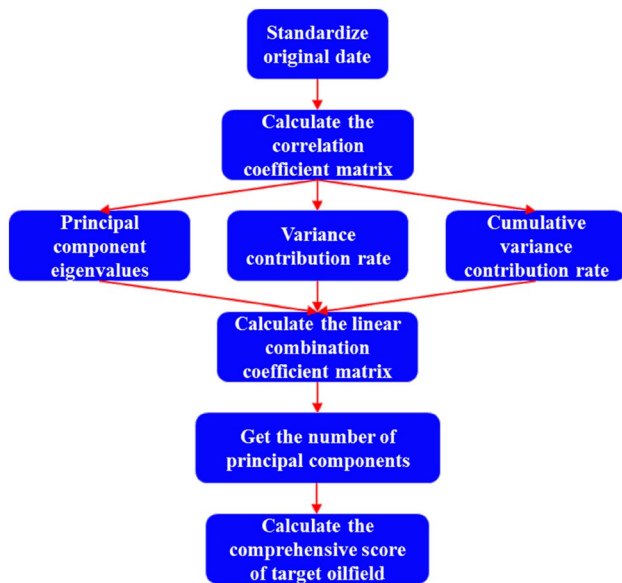 Standardize
original date
Calculate the
correlation
coefficient matrix
Principal
component
eigenvalues
Variance
contribution rate
Cumulative
variance
contribution rate
Calculate the linear
combination
coefficient matrix
Get the number of
principal components
Calculate the
comprehensive score
of target oilfield